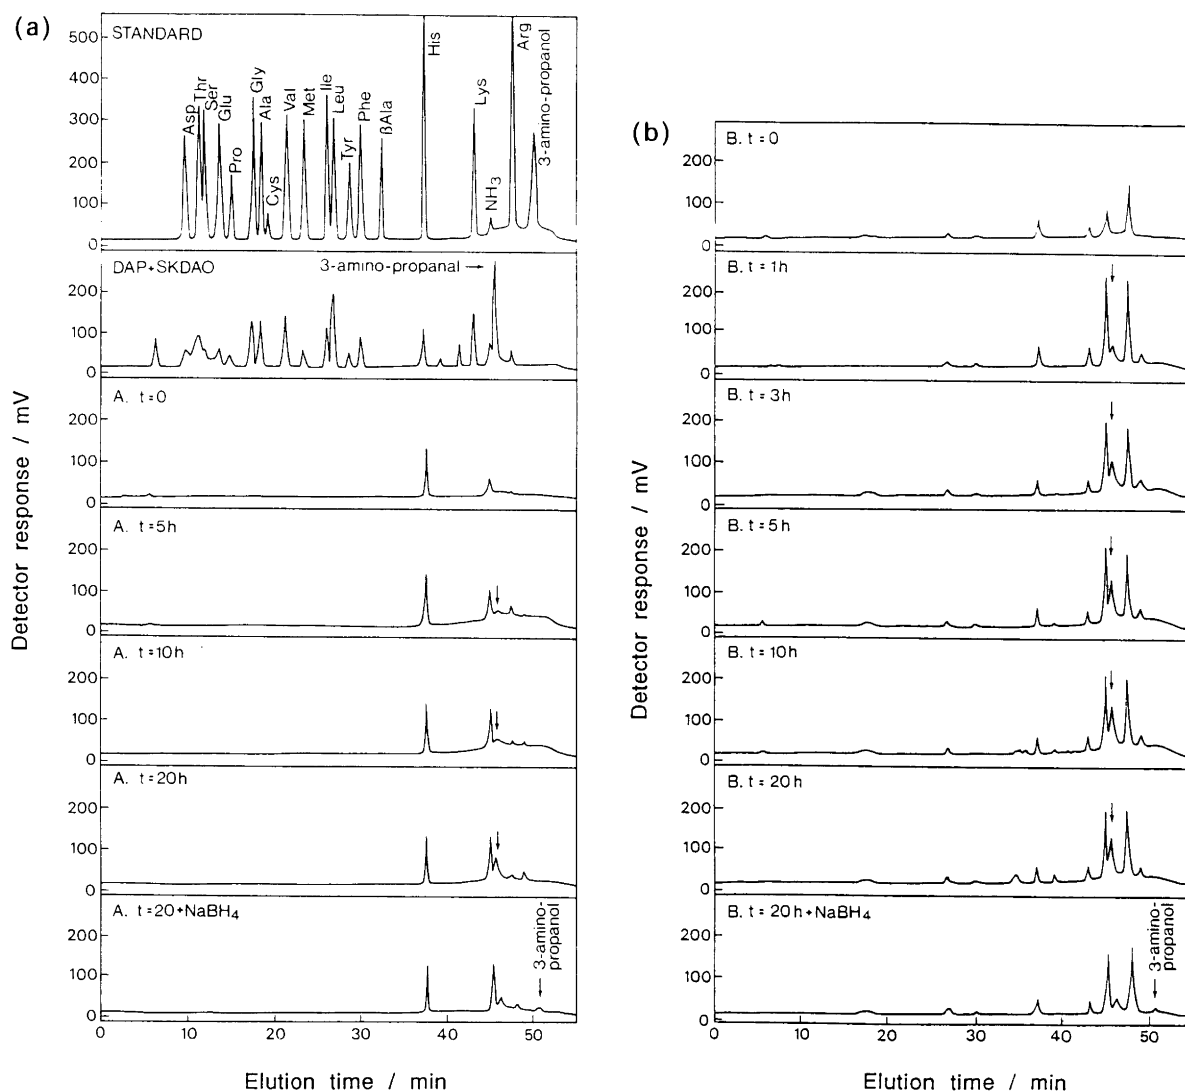 (a)
STANDARD
500
400
300
200
100
0
Asp
Thr
Ser
Glu
Pro
Gly
Ala
Cys
Val
Met
Ile
Leu
Tyr
Phe
βAla
His
Lys
NH3
Arg
3-amino-propanol
DAP+SKDAO
3-amino-propanal
200
100
0
A. t=0
200
100
0
A. t=5h
200
100
0
A. t=10h
200
100
0
A. t=20h
200
100
0
A. t=20+NaBH4
3-amino-
propanol
200
100
0
0
10
20
30
40
50
Elution time / min
Detector response / mV
(b)
B. t=0
200
100
0
B. t=1h
200
100
0
B. t=3h
200
100
0
B. t=5h
200
100
0
B. t=10h
200
100
0
B. t=20h
200
100
0
B. t=20h+NaBH4
3-amino-
propanol
200
100
0
0
10
20
30
40
50
Elution time / min
Detector response / mV